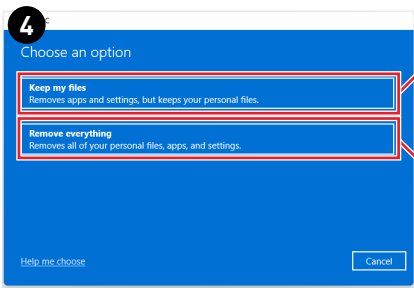 4
Choose an option
Keep my files
Removes apps and settings, but keeps your personal files.
Remove everything
Removes all of your personal files, apps, and settings.
Help me choose
Cancel